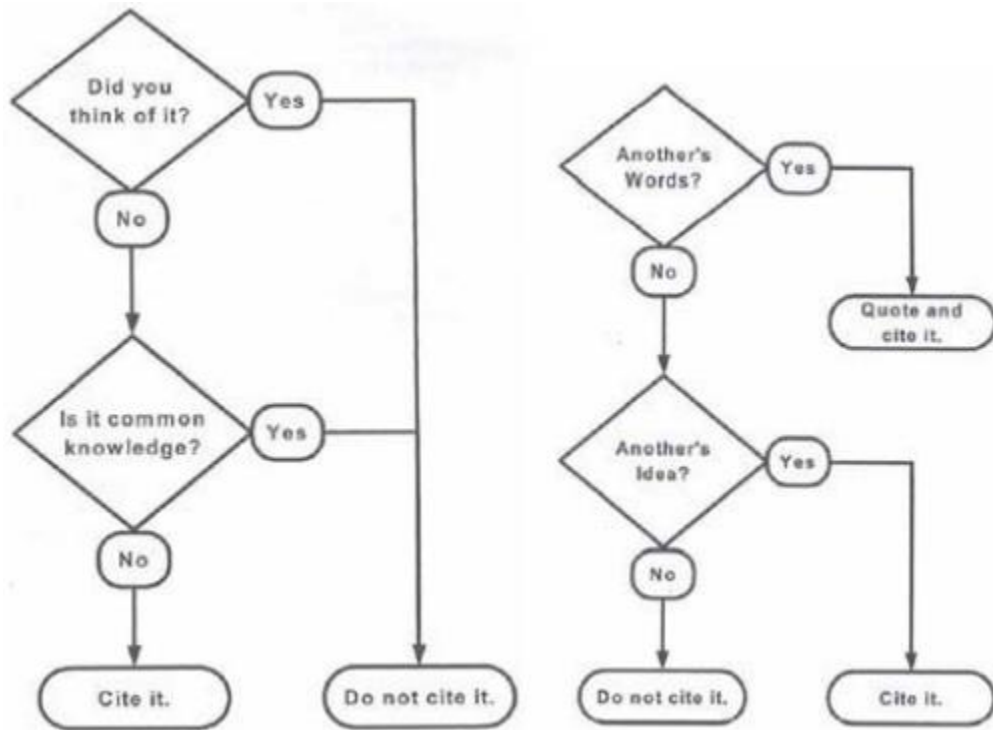 Did you
think of it?
Yes
No
Is it common
knowledge?
Yes
No
Cite it.
Do not cite it.
Another's
Words?
Yes
No
Quote and
cite it.
Another's
Idea?
Yes
No
Do not cite it.
Cite it.